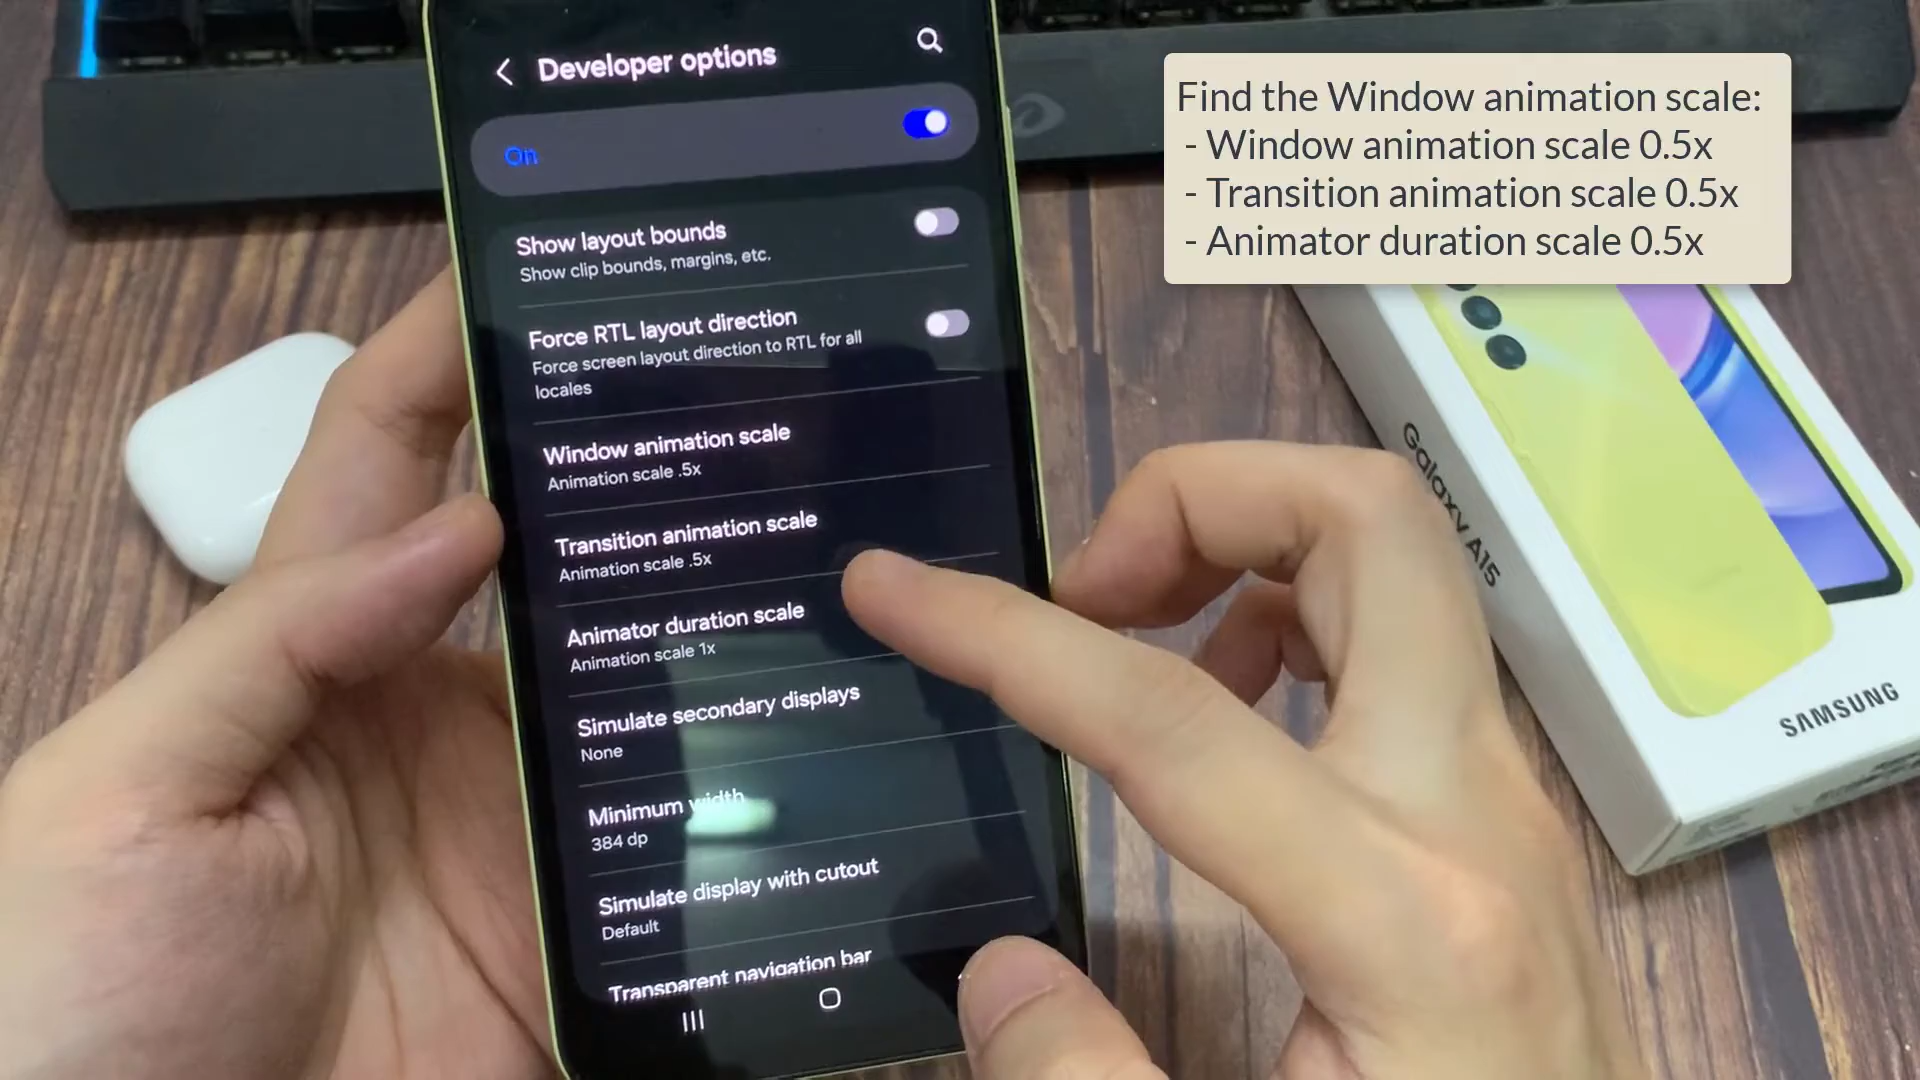 Developer options
On
Show layout bounds
Show clip bounds, margins, etc.
Force RTL layout direction
Force screen layout direction to RTL for all
locales
Window animation scale
Animation scale .5x
Transition animation scale
Animation scale .5x
Animator duration scale
Animation scale 1x
Simulate secondary displays
None
Minimum width
384 dp
Simulate display with cutout
Default
Transparent navigation bar
Find the Window animation scale:
- Window animation scale 0.5x
- Transition animation scale 0.5x
- Animator duration scale 0.5x
Galaxy A15
SAMSUNG